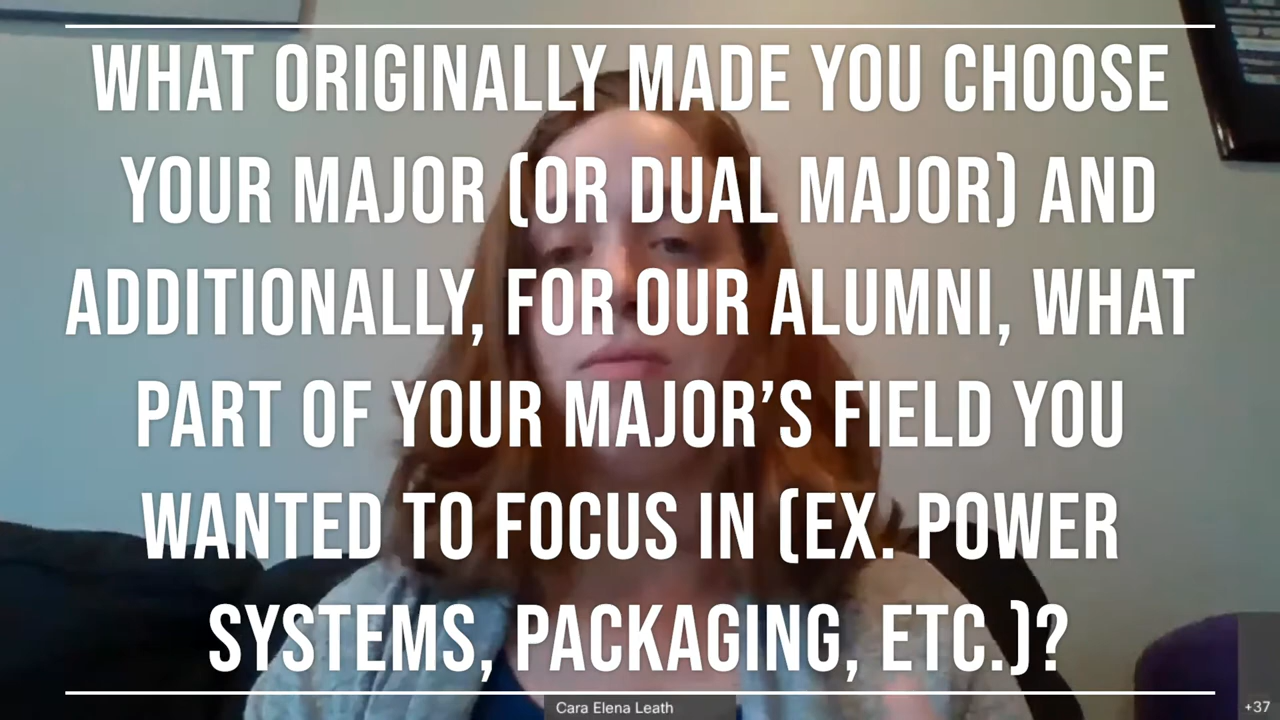 WHAT ORIGINALLY MADE YOU CHOOSE
YOUR MAJOR (OR DUAL MAJOR) AND
ADDITIONALLY, FOR OUR ALUMNI, WHAT
PART OF YOUR MAJOR’S FIELD YOU
WANTED TO FOCUS IN (EX. POWER
SYSTEMS, PACKAGING, ETC.)?
Cara Elena Leath
+37